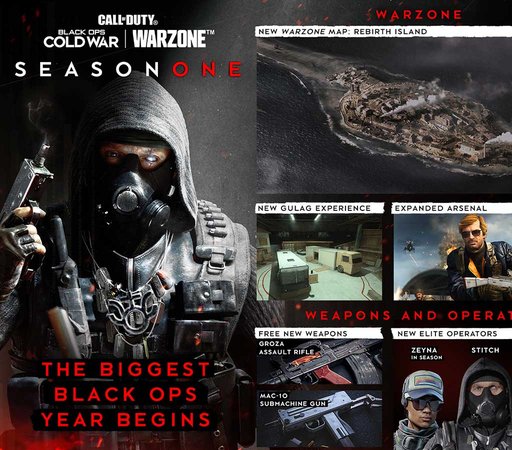 CALL OF DUTY®
BLACK OPS
COLD WAR | WARZONE™
SEASON ONE
THE BIGGEST
BLACK OPS
YEAR BEGINS
WARZONE
NEW WARZONE MAP: REBIRTH ISLAND
NEW GULAG EXPERIENCE
EXPANDED ARSENAL
WEAPONS AND OPERAT
FREE NEW WEAPONS
GROZA
ASSAULT RIFLE
MAC-10
SUBMACHINE GUN
NEW ELITE OPERATORS
ZEYNA
IN SEASON
STITCH